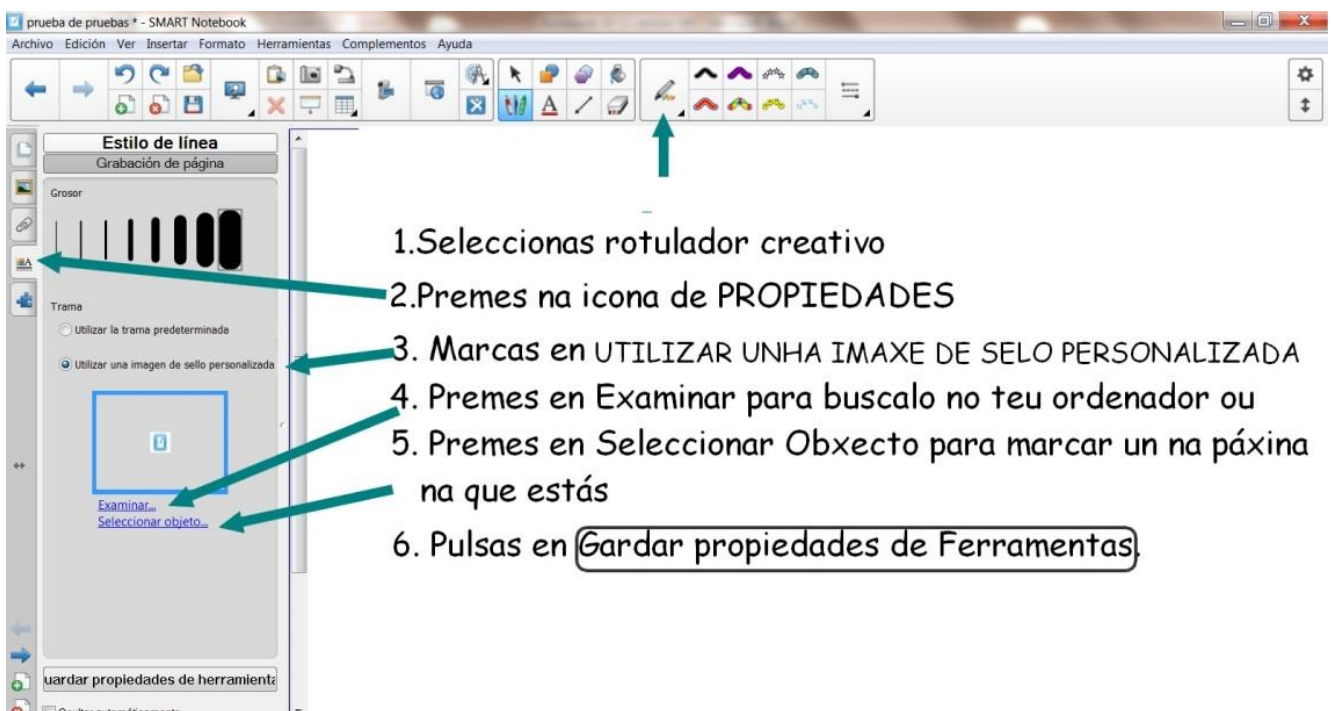 prueba de pruebas * - SMART Notebook
Archivo Edición Ver Insertar Formato Herramientas Complementos Ayuda
Estilo de línea
Grabación de página
Grosor
Trama
Utilizar la trama predeterminada
Utilizar una imagen de sello personalizada
Examinar...
Seleccionar objeto...
uardar propiedades de herramienta
1.Seleccionas rotulador creativo
2.Premes na icona de PROPIEDADES
3. Marcas en UTILIZAR UNHA IMAXE DE SELO PERSONALIZADA
4. Premes en Examinar para buscalo no teu ordenador ou
5. Premes en Seleccionar Obxecto para marcar un na páxina
na que estás
6. Pulsas en Gardar propiedades de Ferramentas.